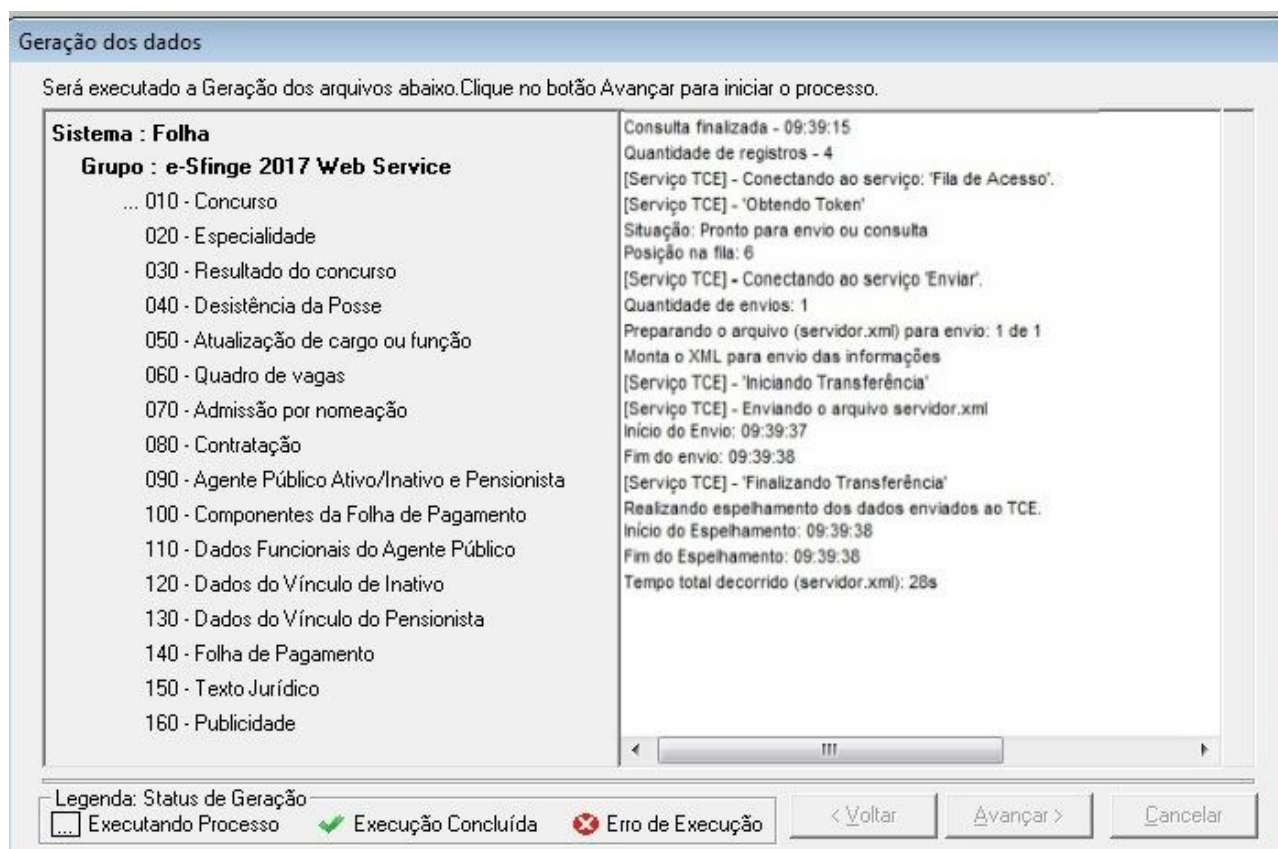 Geração dos dados
Será executado a Geração dos arquivos abaixo.Clique no botão Avançar para iniciar o processo.
Sistema : Folha
Grupo : e-Sfinge 2017 Web Service
... 010 - Concurso
020 - Especialidade
030 - Resultado do concurso
040 - Desistência da Posse
050 - Atualização de cargo ou função
060 - Quadro de vagas
070 - Admissão por nomeação
080 - Contratação
090 - Agente Público Ativo/Inativo e Pensionista
100 - Componentes da Folha de Pagamento
110 - Dados Funcionais do Agente Público
120 - Dados do Vínculo de Inativo
130 - Dados do Vínculo do Pensionista
140 - Folha de Pagamento
150 - Texto Jurídico
160 - Publicidade
Consulta finalizada - 09:39:15
Quantidade de registros - 4
[Serviço TCE] - Conectando ao serviço: 'Fila de Acesso'.
[Serviço TCE] - 'Obtendo Token'
Situação: Pronto para envio ou consulta
Posição na fila: 6
[Serviço TCE] - Conectando ao serviço 'Enviar'.
Quantidade de envios: 1
Preparando o arquivo (servidor.xml) para envio: 1 de 1
Monta o XML para envio das informações
[Serviço TCE] - 'Iniciando Transferência'
[Serviço TCE] - Enviando o arquivo servidor.xml
Início do Envio: 09:39:37
Fim do envio: 09:39:38
[Serviço TCE] - 'Finalizando Transferência'
Realizando espelhamento dos dados enviados ao TCE.
Início do Espelhamento: 09:39:38
Fim do Espelhamento: 09:39:38
Tempo total decorrido (servidor.xml): 28s
Legenda: Status de Geração
... Executando Processo Execução Concluída Erro de Execução
< Voltar Avançar > Cancelar